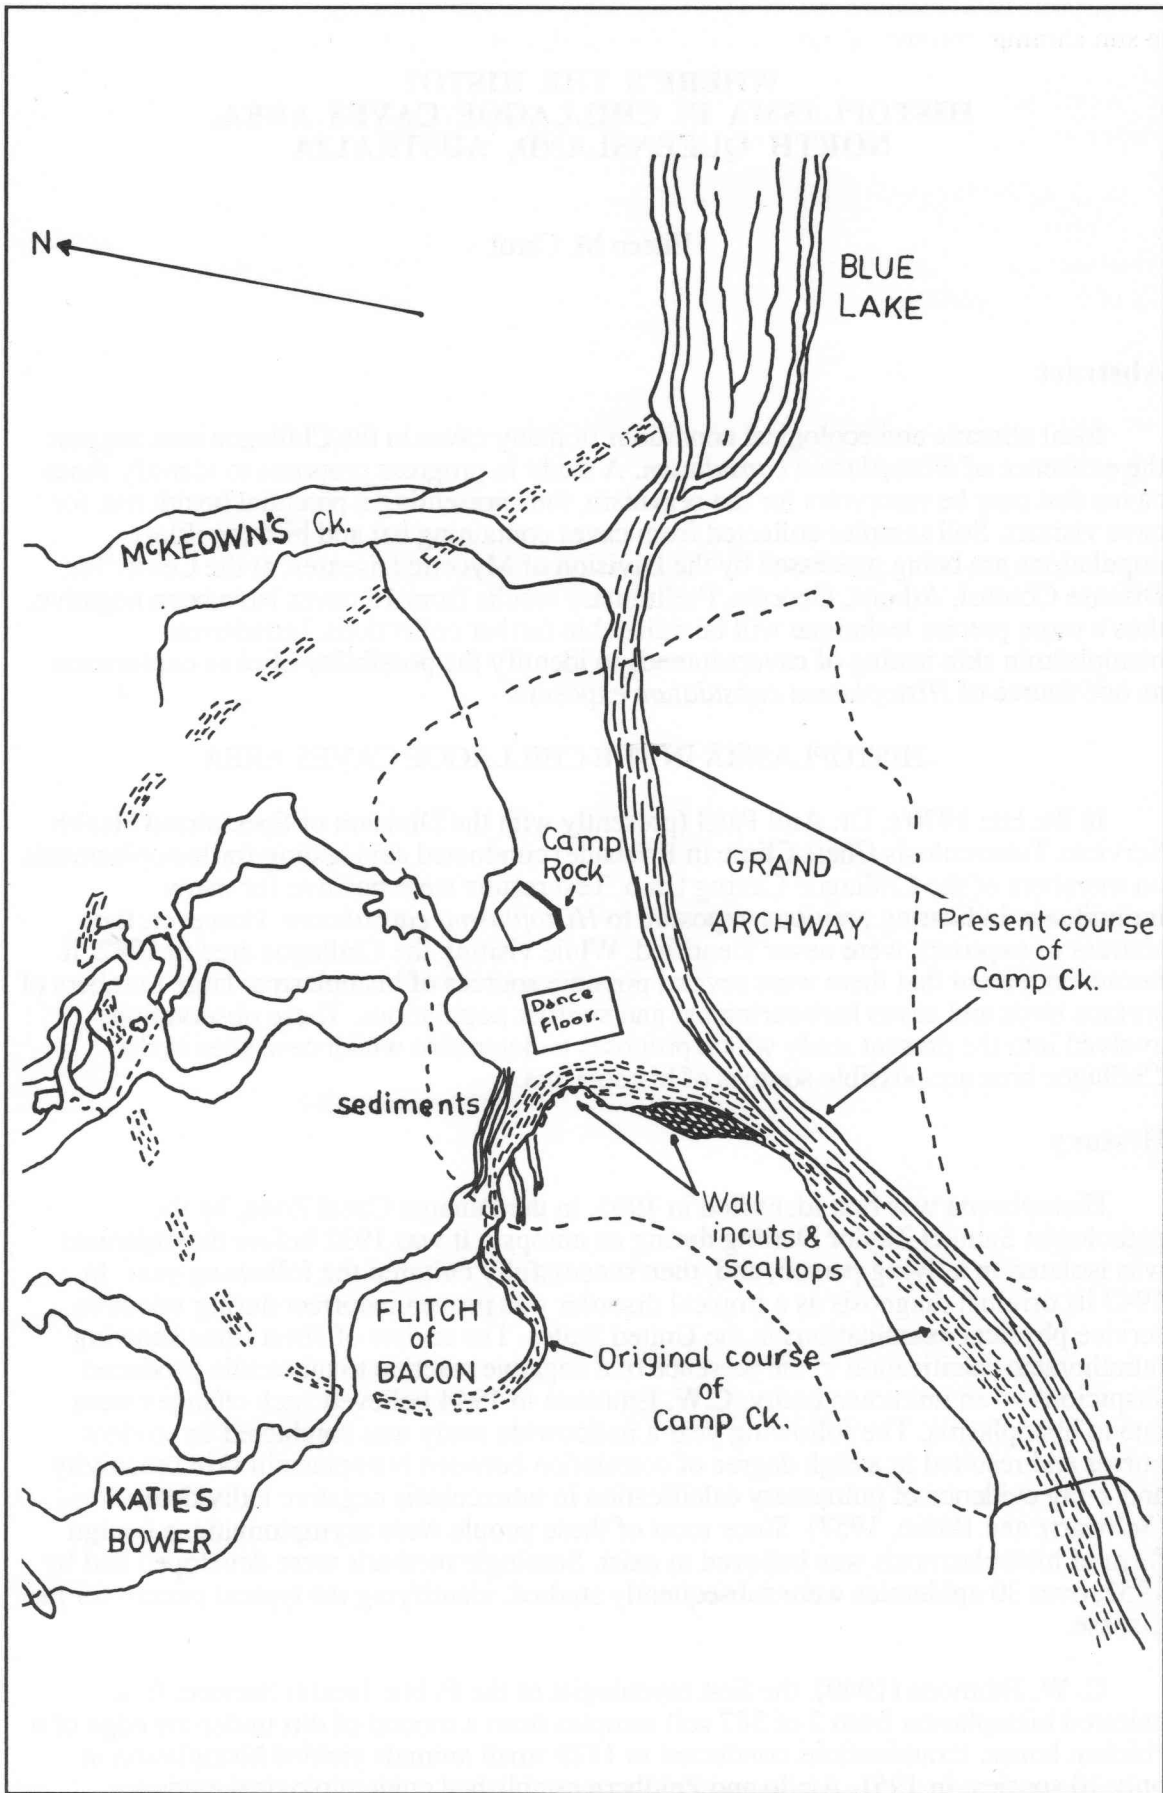 N
BLUE
LAKE
McKEOWN'S Ck.
Camp
Rock
GRAND
ARCHWAY
Present course
of
Camp Ck.
Dance
Floor
sediments
Wall
incuts &
scallops
FLITCH
of
BACON
Original course
of
Camp Ck.
KATIES
BOWER